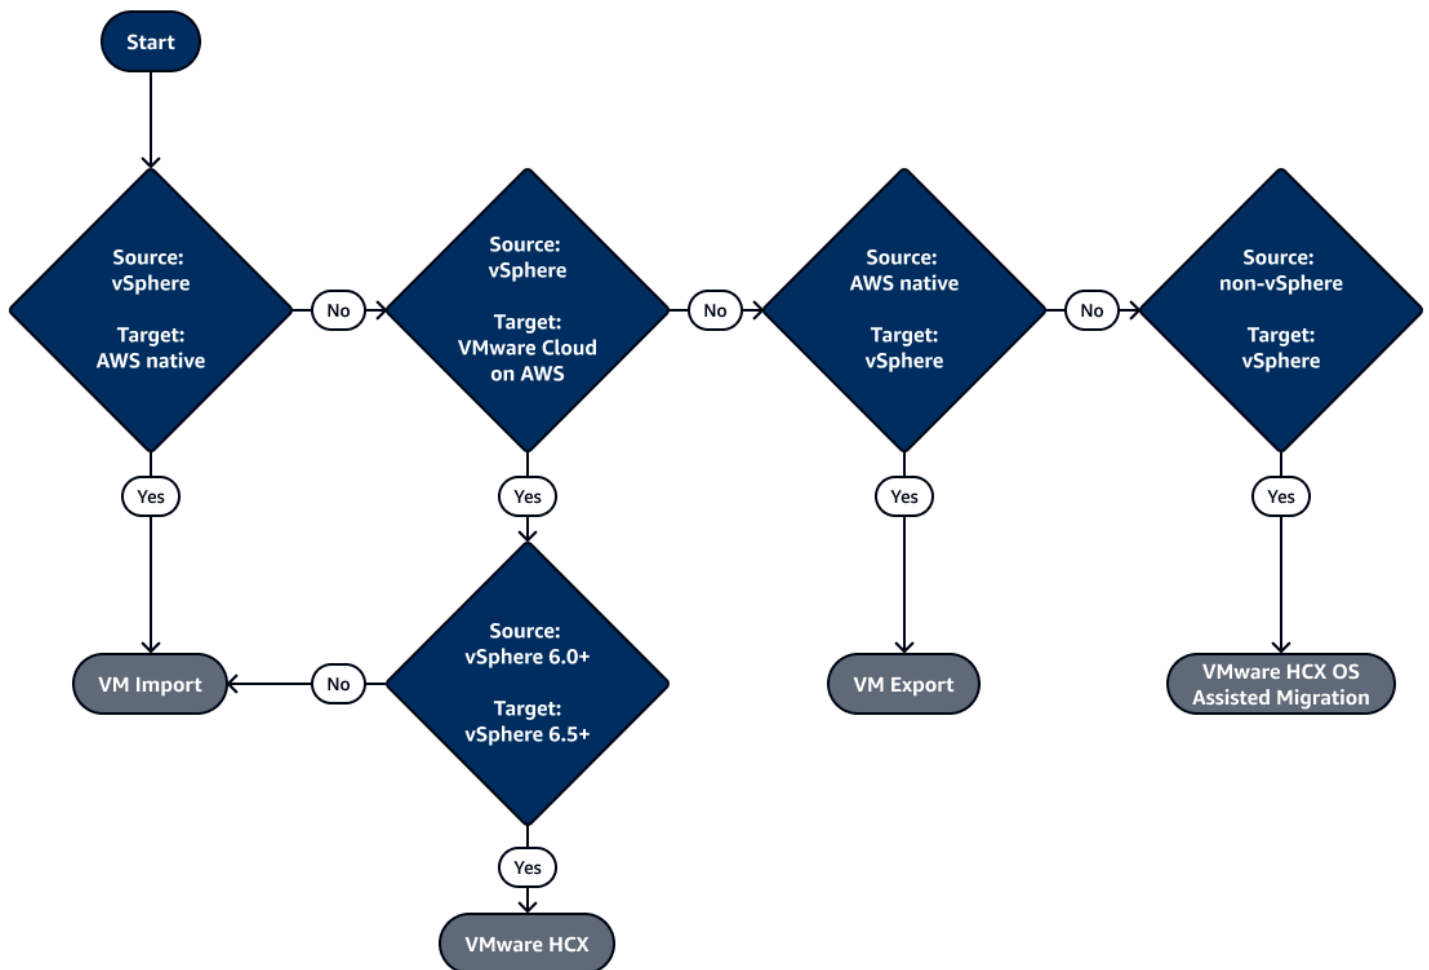 Start
Source:
vSphere
Target:
AWS native
No
Source:
vSphere
Target:
VMware Cloud
on AWS
No
Source:
AWS native
Target:
vSphere
No
Source:
non-vSphere
Target:
vSphere
Yes
Yes
Yes
Yes
VM Import
No
Source:
vSphere 6.0+
Target:
vSphere 6.5+
VM Export
VMware HCX OS
Assisted Migration
Yes
VMware HCX